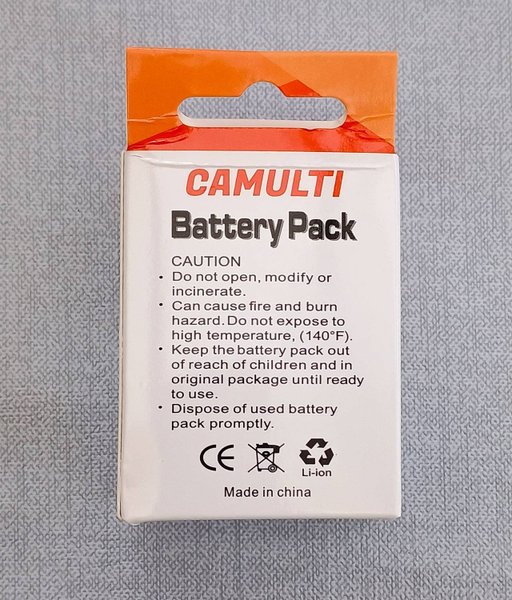 CAMULTI
Battery Pack
CAUTION
• Do not open, modify or
incinerate.
• Can cause fire and burn
hazard. Do not expose to
high temperature, (140°F).
• Keep the battery pack out
of reach of children and in
original package until ready
to use.
• Dispose of used battery
pack promptly.
CE
Li-ion
Made in china